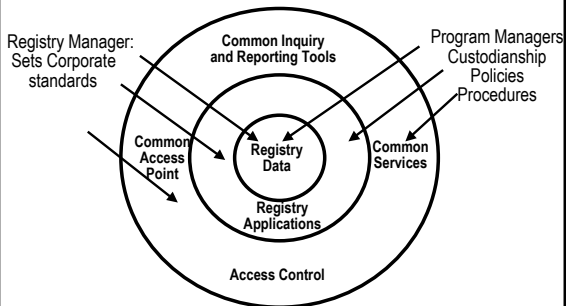 Registry Manager:
Sets Corporate
standards
Common Inquiry
and Reporting Tools
Program Managers
Custodianship
Policies
Procedures
Common
Access
Point
Registry
Data
Common
Services
Registry
Applications
Access Control